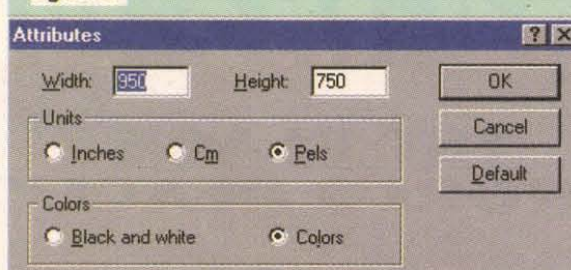 Attributes
Width: 950 Height: 750 OK
Units
Inches Cm Pels
Cancel
Default
Colors
Black and white Colors